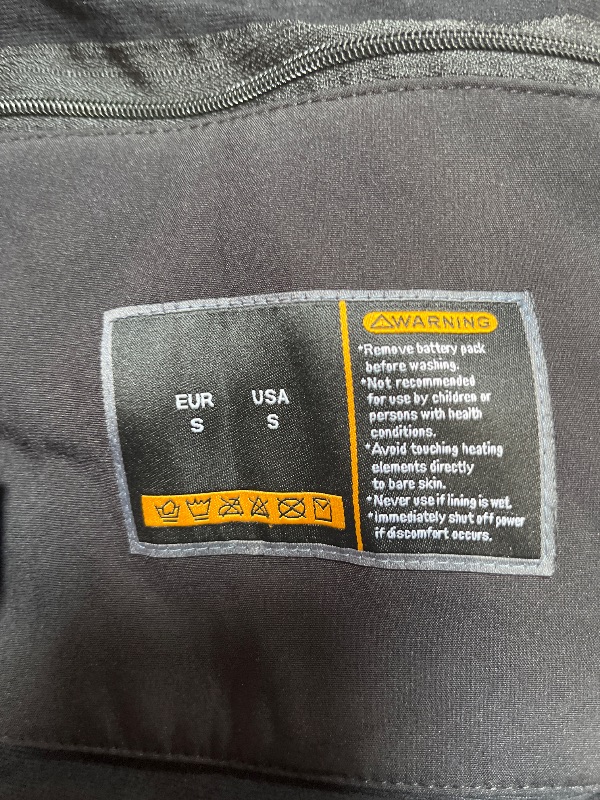 EUR USA
S S
WARNING
*Remove battery pack
before washing.
*Not recommended
for use by children or
persons with health
conditions.
*Avoid touching heating
elements directly
to bare skin.
*Never use if lining is wet.
*Immediately shut off power
if discomfort occurs.